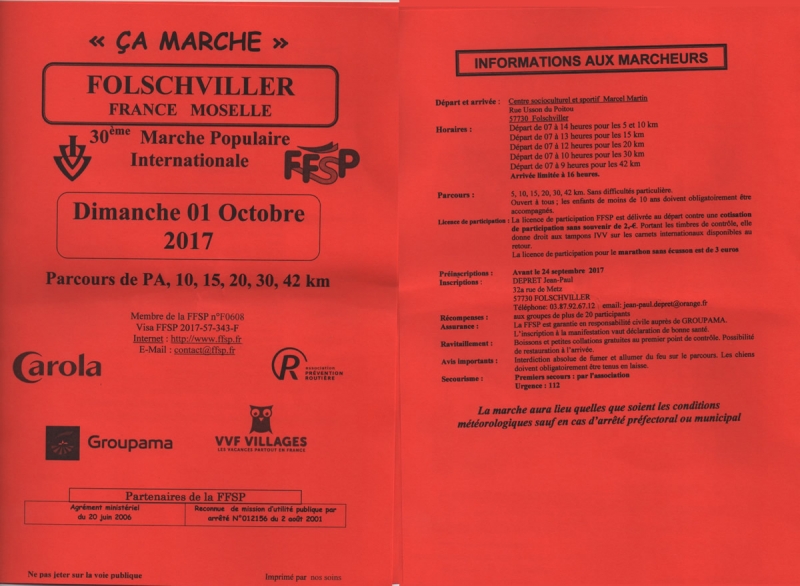 « ÇA MARCHE »
FOLSCHVILLER
FRANCE MOSELLE
30ème Marche Populaire
Internationale
FFSP
Dimanche 01 Octobre
2017
Parcours de PA, 10, 15, 20, 30, 42 km
Membre de la FFSP n°F0608
Visa FFSP 2017-57-343-F
Internet : http://www.ffsp.fr
E-Mail : contact@ffsp.fr
Carola
ASSOCIATION
PRÉVENTION
ROUTIÈRE
Groupama
VVF VILLAGES
LES VACANCES PARTOUT EN FRANCE
Partenaires de la FFSP
Agrément ministériel
du 20 juin 2006
Reconnue de mission d'utilité publique par
arrêté N°012156 du 2 août 2001
Ne pas jeter sur la voie publique
Imprimé par nos soins
INFORMATIONS AUX MARCHEURS
Départ et arrivée : Centre socioculturel et sportif Marcel Martin
Rue Usson du Poitou
57730 Folschviller
Horaires : Départ de 07 à 14 heures pour les 5 et 10 km
Départ de 07 à 13 heures pour les 15 km
Départ de 07 à 12 heures pour les 20 km
Départ de 07 à 10 heures pour les 30 km
Départ de 07 à 9 heures pour les 42 km
Arrivée limitée à 16 heures.
Parcours : 5, 10, 15, 20, 30, 42 km. Sans difficultés particulière.
Ouvert à tous ; les enfants de moins de 10 ans doivent obligatoirement être
accompagnés.
Licence de participation : La licence de participation FFSP est délivrée au départ contre une cotisation
de participation sans souvenir de 2,-€. Portant les timbres de contrôle, elle
donne droit aux tampons IVV sur les carnets internationaux disponibles au
retour.
La licence de participation pour le marathon sans écusson est de 3 euros
Préinscriptions : Avant le 24 septembre 2017
Inscriptions : DEPRET Jean-Paul
32a rue de Metz
57730 FOLSCHVILLER
Téléphone: 03.87.92.67.12 email: jean-paul.depret@orange.fr
Récompenses : aux groupes de plus de 20 participants
Assurance : La FFSP est garantie en responsabilité civile auprès de GROUPAMA.
L'inscription à la manifestation vaut déclaration de bonne santé.
Ravitaillement : Boissons et petites collations gratuites au premier point de contrôle. Possibilité
de restauration à l'arrivée.
Avis importants : Interdiction absolue de fumer et allumer du feu sur le parcours. Les chiens
doivent obligatoirement être tenus en laisse.
Secourisme : Premiers secours : par l'association
Urgence : 112
La marche aura lieu quelles que soient les conditions
météorologiques sauf en cas d'arrêté préfectoral ou municipal